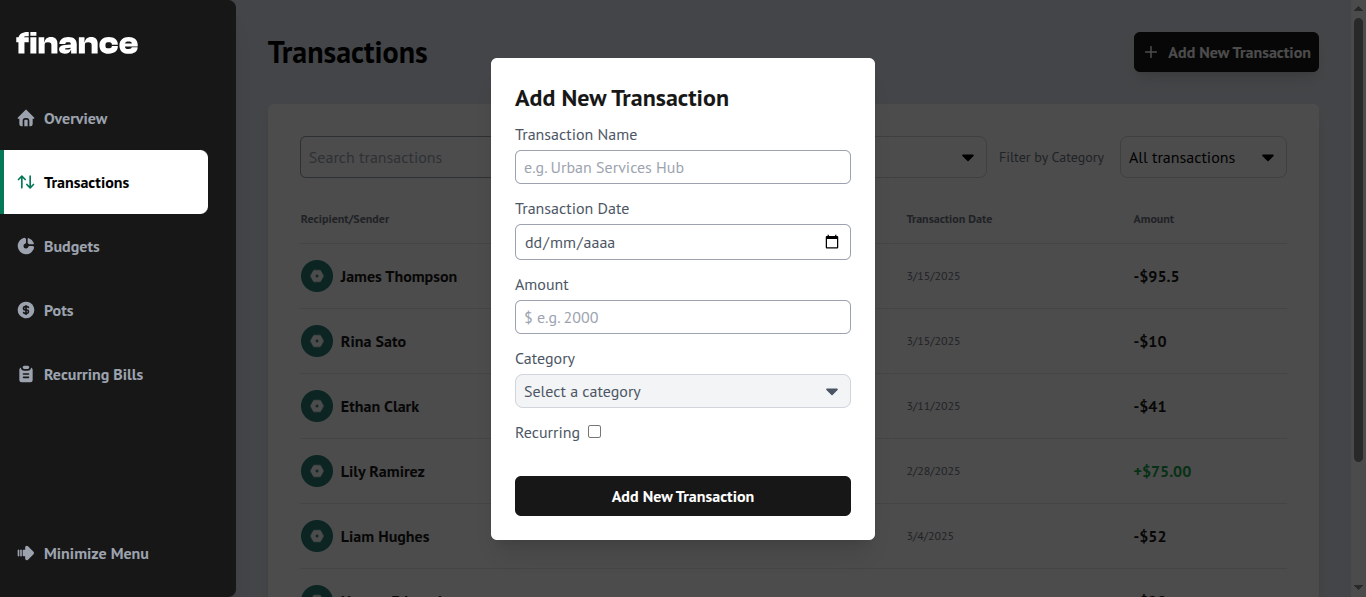 finance
Overview
Transactions
Budgets
Pots
Recurring Bills
Minimize Menu
Transactions
+ Add New Transaction
Search transactions
Filter by Category
All transactions
Recipient/Sender
Transaction Date
Amount
James Thompson
3/15/2025
-$95.5
Rina Sato
3/15/2025
-$10
Ethan Clark
3/11/2025
-$41
Lily Ramirez
2/28/2025
+$75.00
Liam Hughes
3/4/2025
-$52
Add New Transaction
Transaction Name
e.g. Urban Services Hub
Transaction Date
dd/mm/aaaa
Amount
$ e.g. 2000
Category
Select a category
Recurring
Add New Transaction